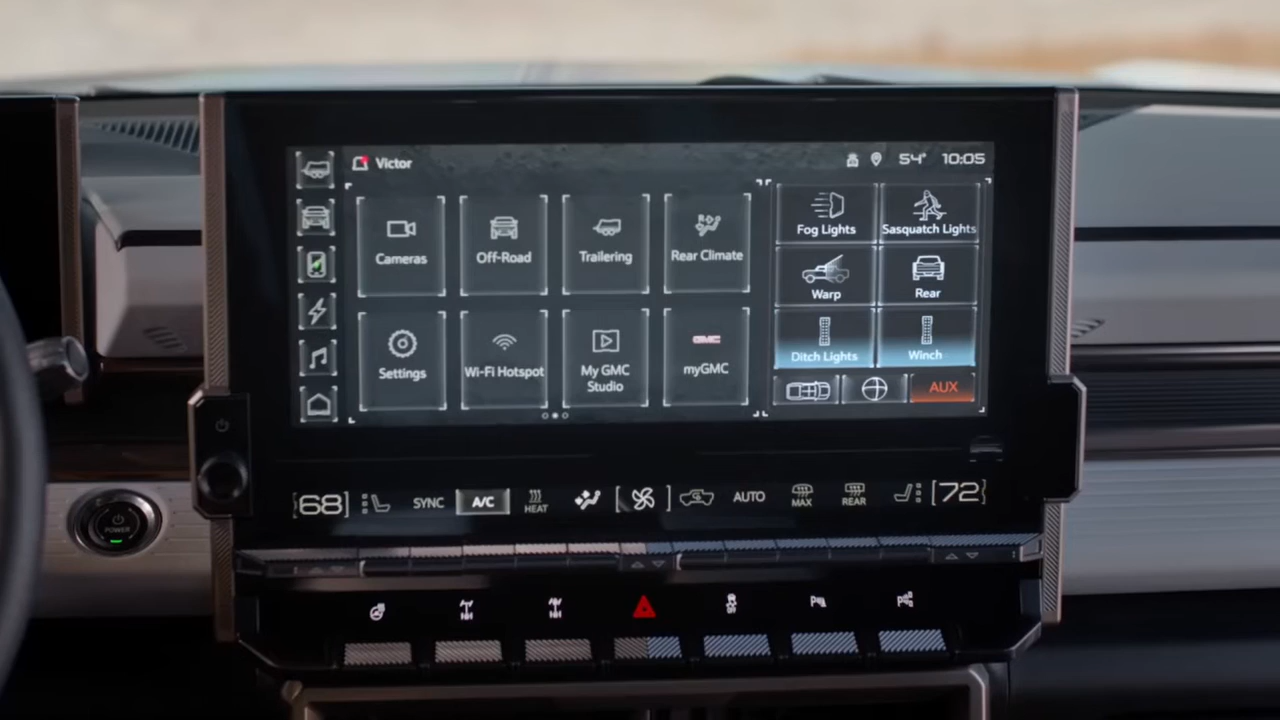 Victor
54° 10:05
Cameras
Off-Road
Trailering
Rear Climate
Settings
Wi-Fi Hotspot
My GMC
Studio
GMC
myGMC
Fog Lights
Sasquatch Lights
Warp
Rear
Ditch Lights
Winch
AUX
68
SYNC
A/C
HEAT
AUTO
MAX
REAR
72
POWER